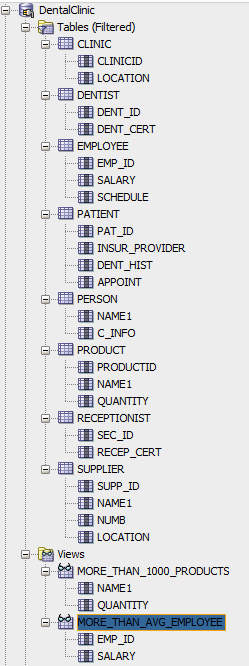 DentalClinic
Tables (Filtered)
CLINIC
CLINICID
LOCATION
DENTIST
DENT_ID
DENT_CERT
EMPLOYEE
EMP_ID
SALARY
SCHEDULE
PATIENT
PAT_ID
INSUR_PROVIDER
DENT_HIST
APPOINT
PERSON
NAME1
C_INFO
PRODUCT
PRODUCTID
NAME1
QUANTITY
RECEPTIONIST
SEC_ID
RECEP_CERT
SUPPLIER
SUPP_ID
NAME1
NUMB
LOCATION
Views
MORE_THAN_1000_PRODUCTS
NAME1
QUANTITY
MORE_THAN_AVG_EMPLOYEE
EMP_ID
SALARY